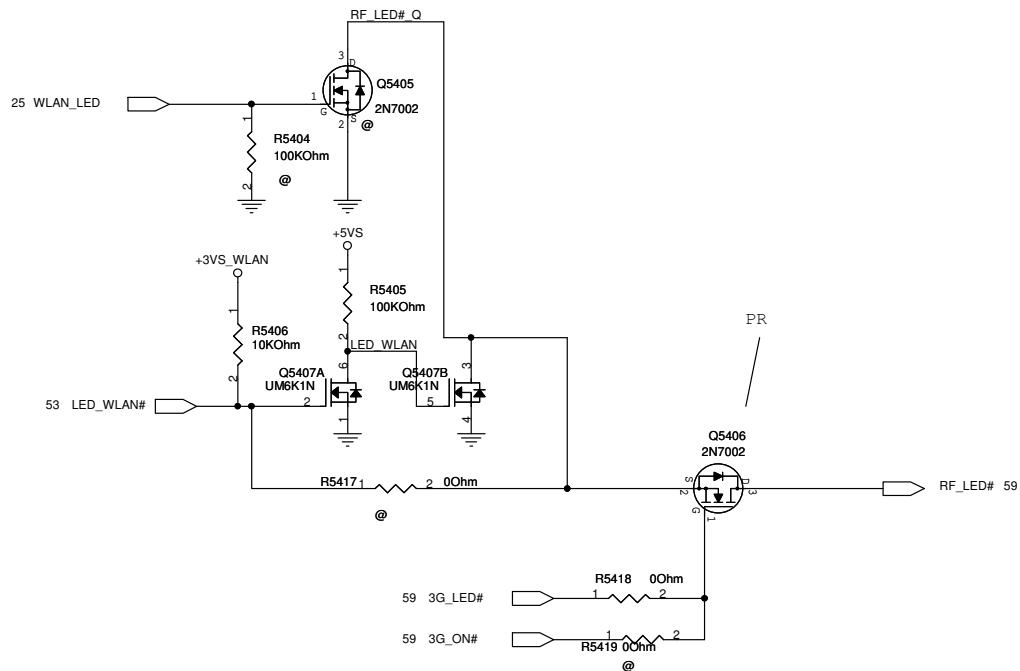 RF_LED#_Q
3
D
Q5405
25 WLAN_LED
1
G
2N7002
2
S
@
1
R5404
100KOhm
2
@
+5VS
+3VS_WLAN
1
R5405
100KOhm
2
1
R5406
10KOhm
2
LED_WLAN
PR
6
3
Q5407A
UM6K1N
Q5407B
UM6K1N
53 LED_WLAN#
2
5
1
4
Q5406
2N7002
R5417 1
2 0Ohm
@
S
2
D
3
G
1
RF_LED# 59
R5418 0Ohm
59 3G_LED#
1
2
59 3G_ON#
1
2
R5419 0Ohm
@